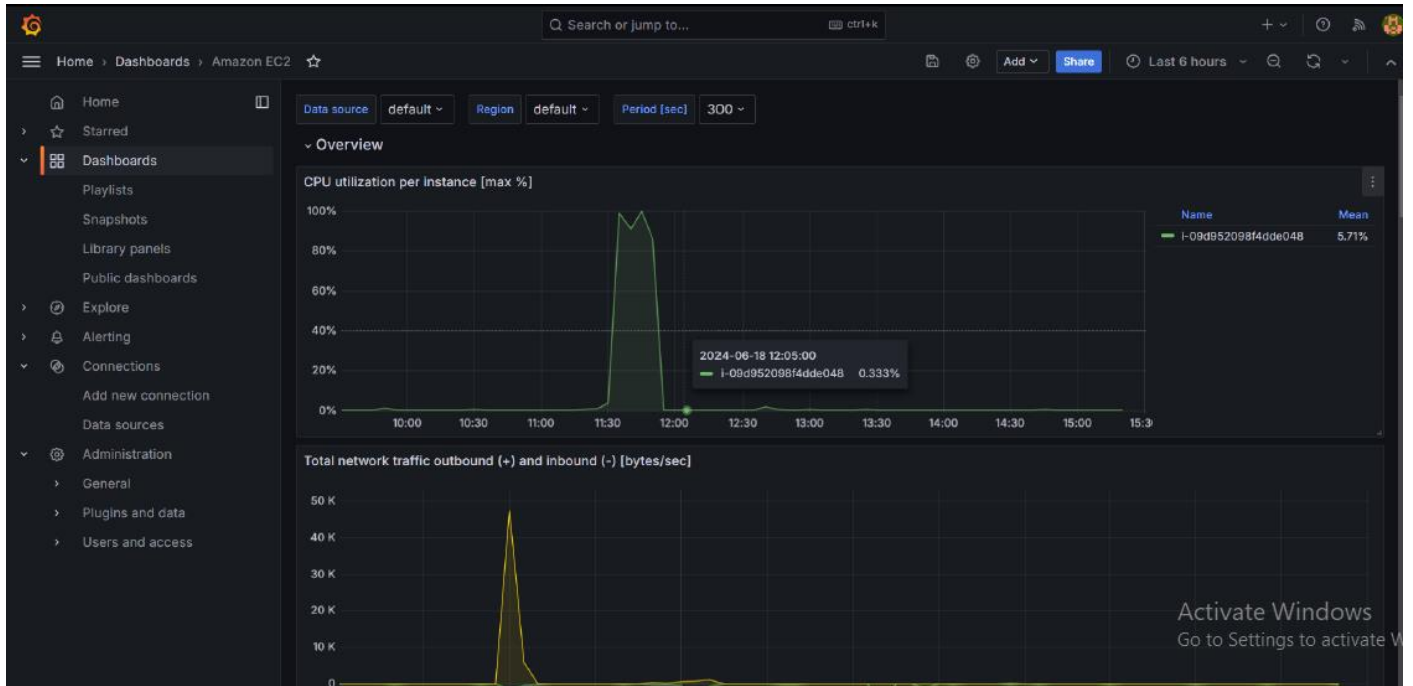 Search or jump to... ctrl+k
Home › Dashboards › Amazon EC2 Add Share Last 6 hours
Home
Starred
Dashboards
Playlists
Snapshots
Library panels
Public dashboards
Explore
Alerting
Connections
Add new connection
Data sources
Administration
General
Plugins and data
Users and access
Data source default Region default Period [sec] 300
Overview
CPU utilization per instance [max %]
100%
80%
60%
40%
20%
0%
10:00 10:30 11:00 11:30 12:00 12:30 13:00 13:30 14:00 14:30 15:00 15:3
2024-06-18 12:05:00
i-09d952098f4dde048 0.333%
Name Mean
i-09d952098f4dde048 5.71%
Total network traffic outbound (+) and inbound (-) [bytes/sec]
50 K
40 K
30 K
20 K
10 K
0
Activate Windows
Go to Settings to activate W